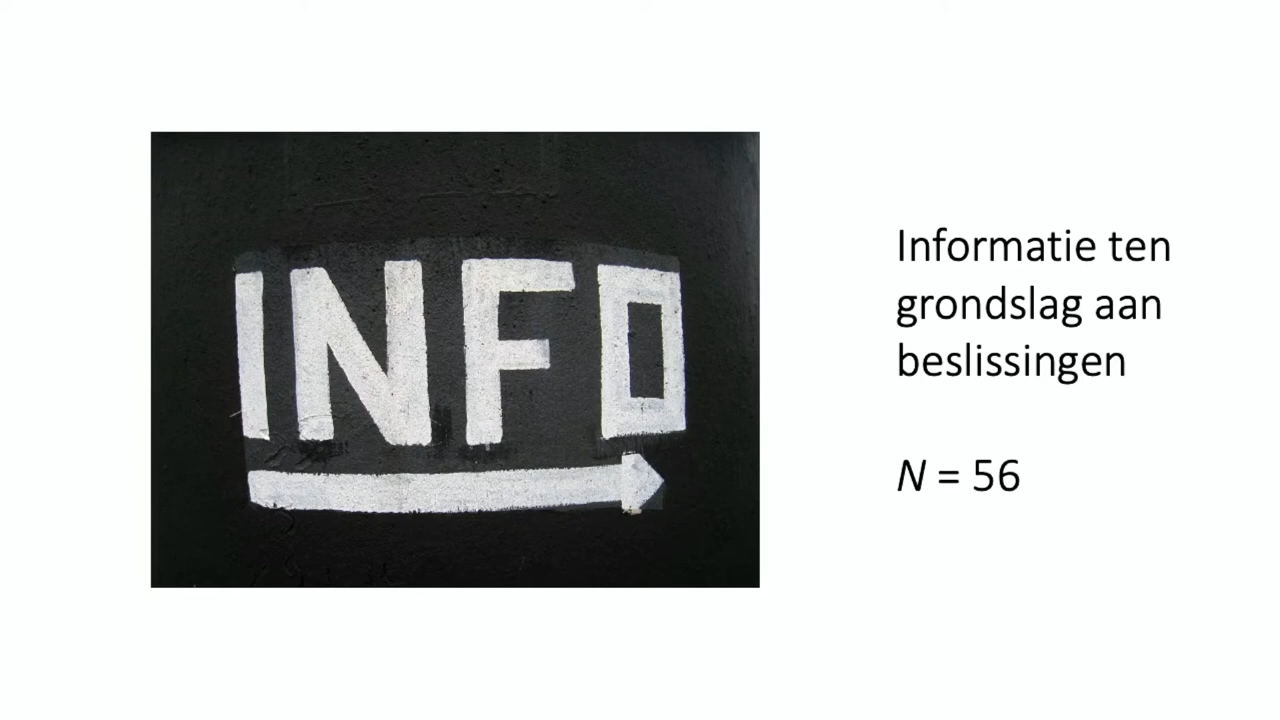 INFO
Informatie ten
grondslag aan
beslissingen
N = 56